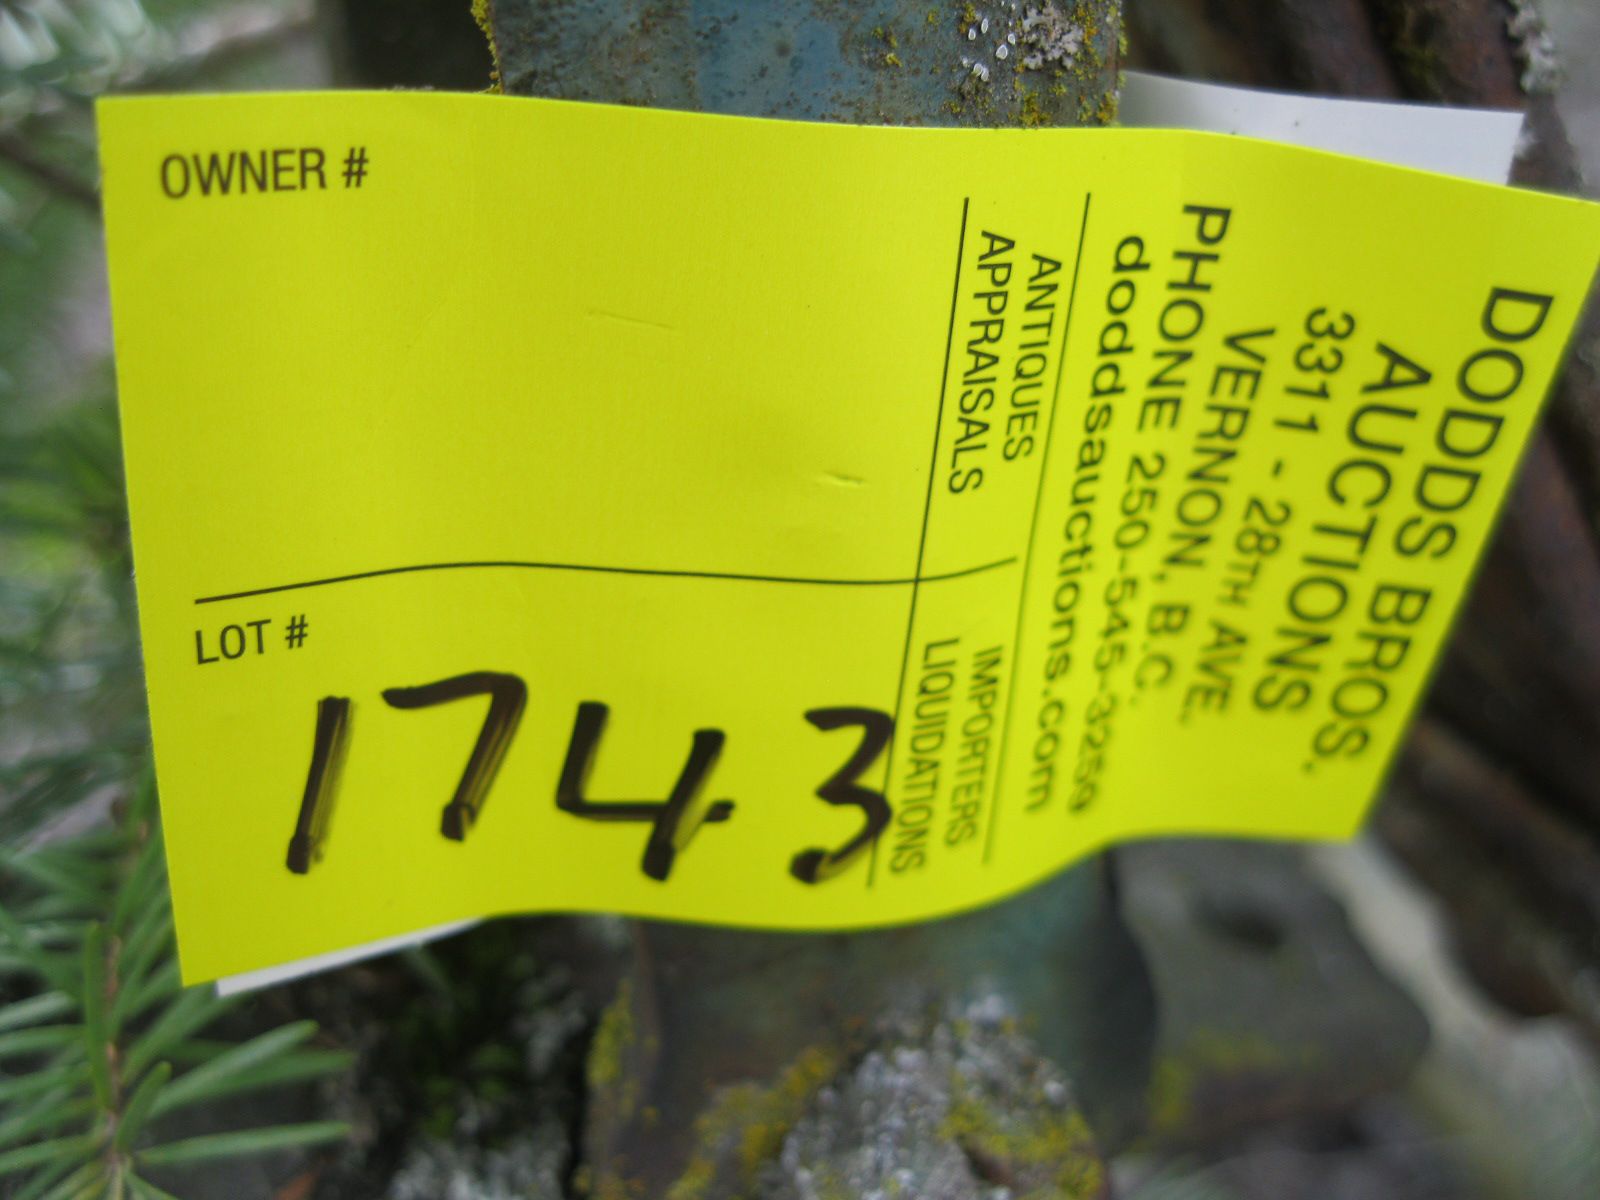 OWNER #
LOT #
1743
DODDS BROS.
AUCTIONS
3311 - 28TH AVE.
VERNON, B.C.
PHONE 250-545-3259
doddsauctions.com
ANTIQUES
APPRAISALS
IMPORTERS
LIQUIDATIONS